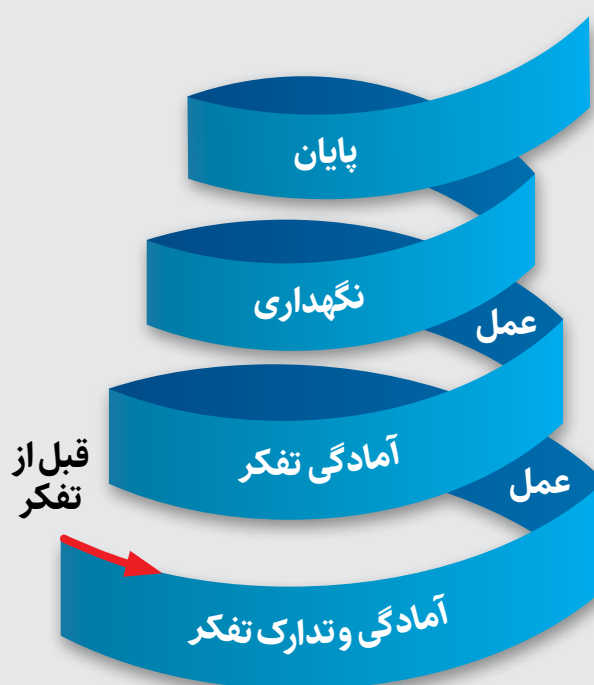 پایان
نگهداری
عمل
آمادگی تفکر
قبل از
تفکر
عمل
آمادگی و تدارک تفکر